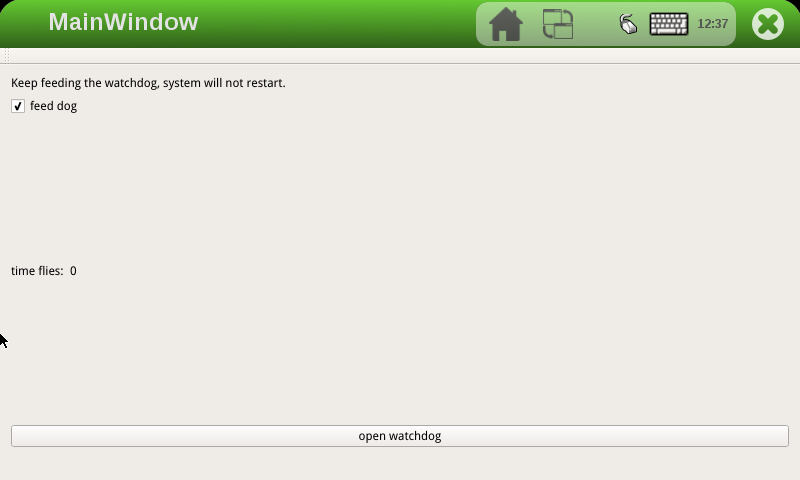 MainWindow
12:37
Keep feeding the watchdog, system will not restart.
feed dog
time flies: 0
open watchdog